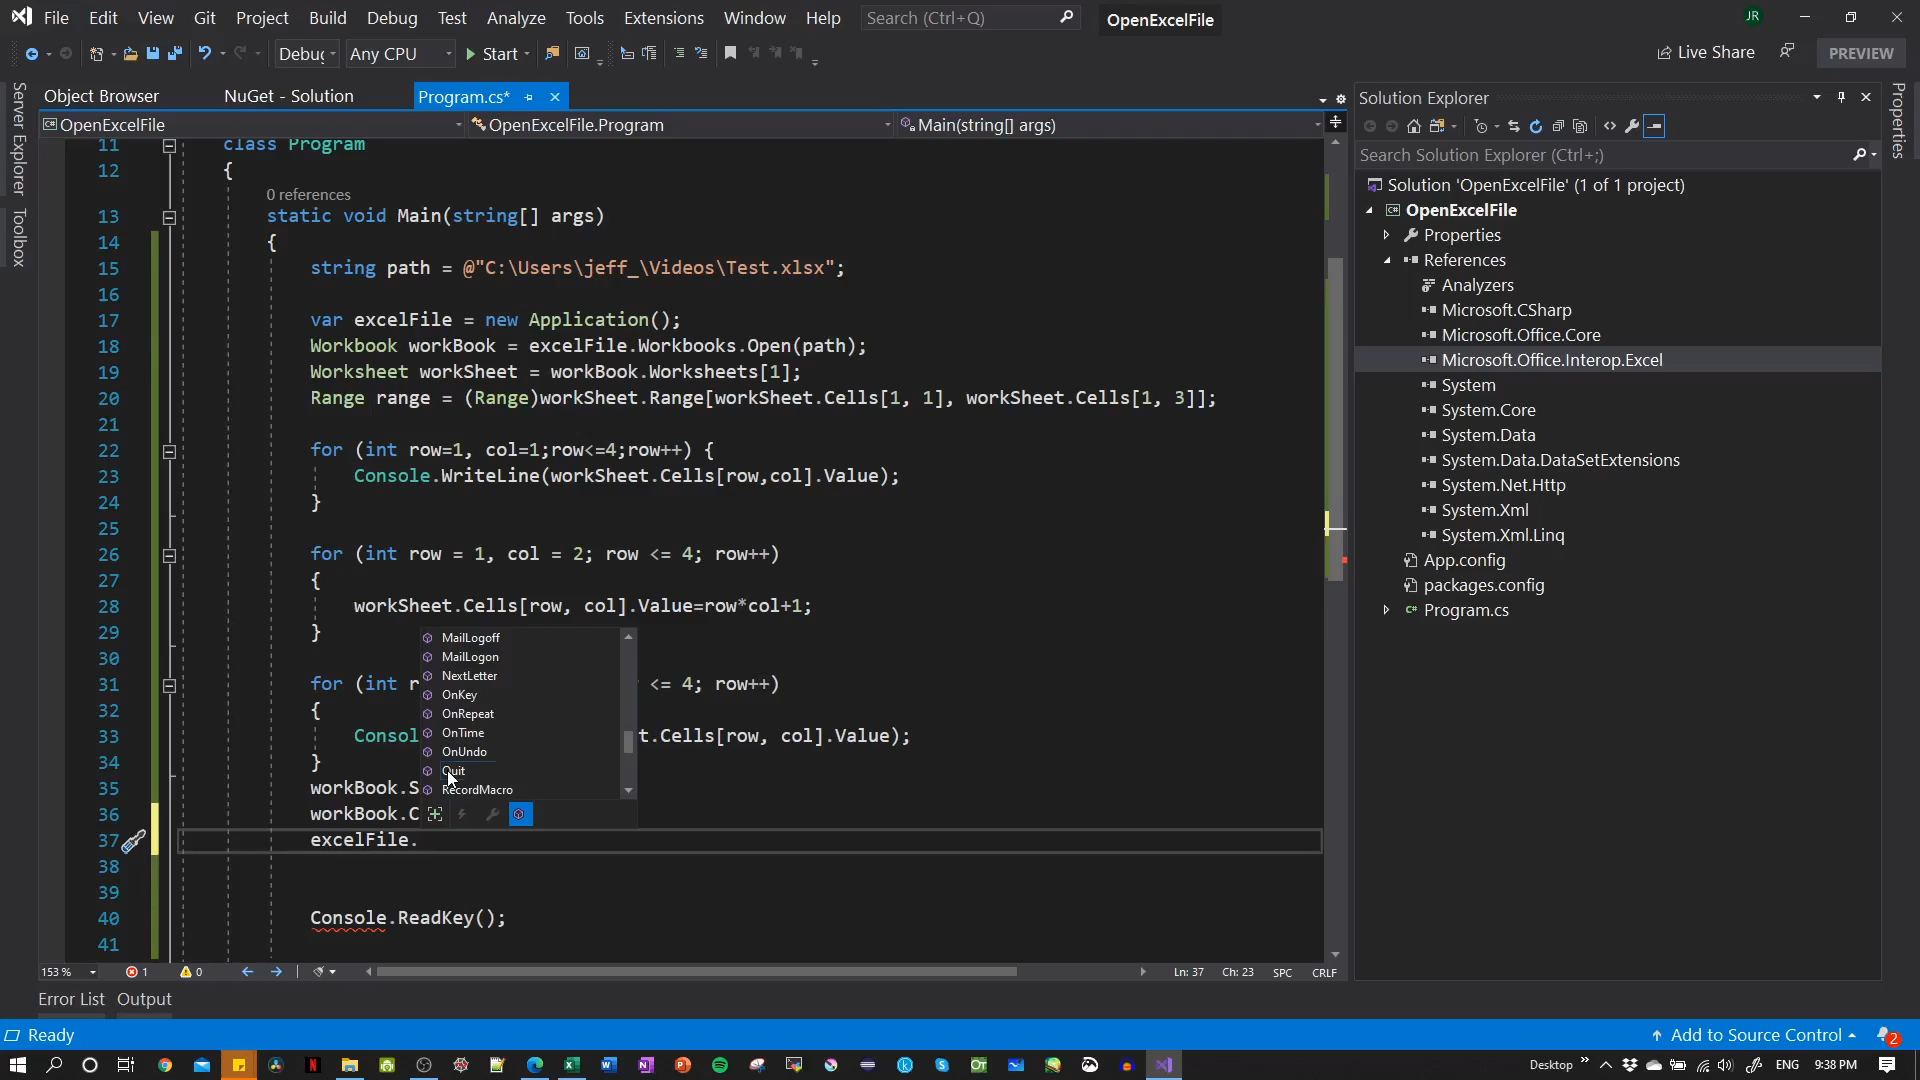 File Edit View Git Project Build Debug Test Analyze Tools Extensions Window Help Search (Ctrl+Q) OpenExcelFile JR
Debug Any CPU Start Live Share PREVIEW
Server Explorer Toolbox
Object Browser NuGet - Solution Program.cs*
OpenExcelFile OpenExcelFile.Program Main(string[] args)
11 class Program
12 {
0 references
13 static void Main(string[] args)
14 {
15 string path = @"C:\Users\jeff_\Videos\Test.xlsx";
16
17 var excelFile = new Application();
18 Workbook workBook = excelFile.Workbooks.Open(path);
19 Worksheet workSheet = workBook.Worksheets[1];
20 Range range = (Range)workSheet.Range[workSheet.Cells[1, 1], workSheet.Cells[1, 3]];
21
22 for (int row=1, col=1;row<=4;row++) {
23 Console.WriteLine(workSheet.Cells[row,col].Value);
24 }
25
26 for (int row = 1, col = 2; row <= 4; row++)
27 {
28 workSheet.Cells[row, col].Value=row*col+1;
29 }
30
31 for (int r <= 4; row++)
32 {
33 Consol t.Cells[row, col].Value);
34 }
35 workBook.S
36 workBook.C
37 excelFile.
38
39
40 Console.ReadKey();
41
MailLogoff
MailLogon
NextLetter
OnKey
OnRepeat
OnTime
OnUndo
Quit
RecordMacro
153 % 1 0 Ln: 37 Ch: 23 SPC CRLF
Error List Output
Solution Explorer
Search Solution Explorer (Ctrl+;)
Solution 'OpenExcelFile' (1 of 1 project)
OpenExcelFile
Properties
References
Analyzers
Microsoft.CSharp
Microsoft.Office.Core
Microsoft.Office.Interop.Excel
System
System.Core
System.Data
System.Data.DataSetExtensions
System.Net.Http
System.Xml
System.Xml.Linq
App.config
packages.config
Program.cs
Properties
Ready Add to Source Control 2
Desktop ENG 9:38 PM